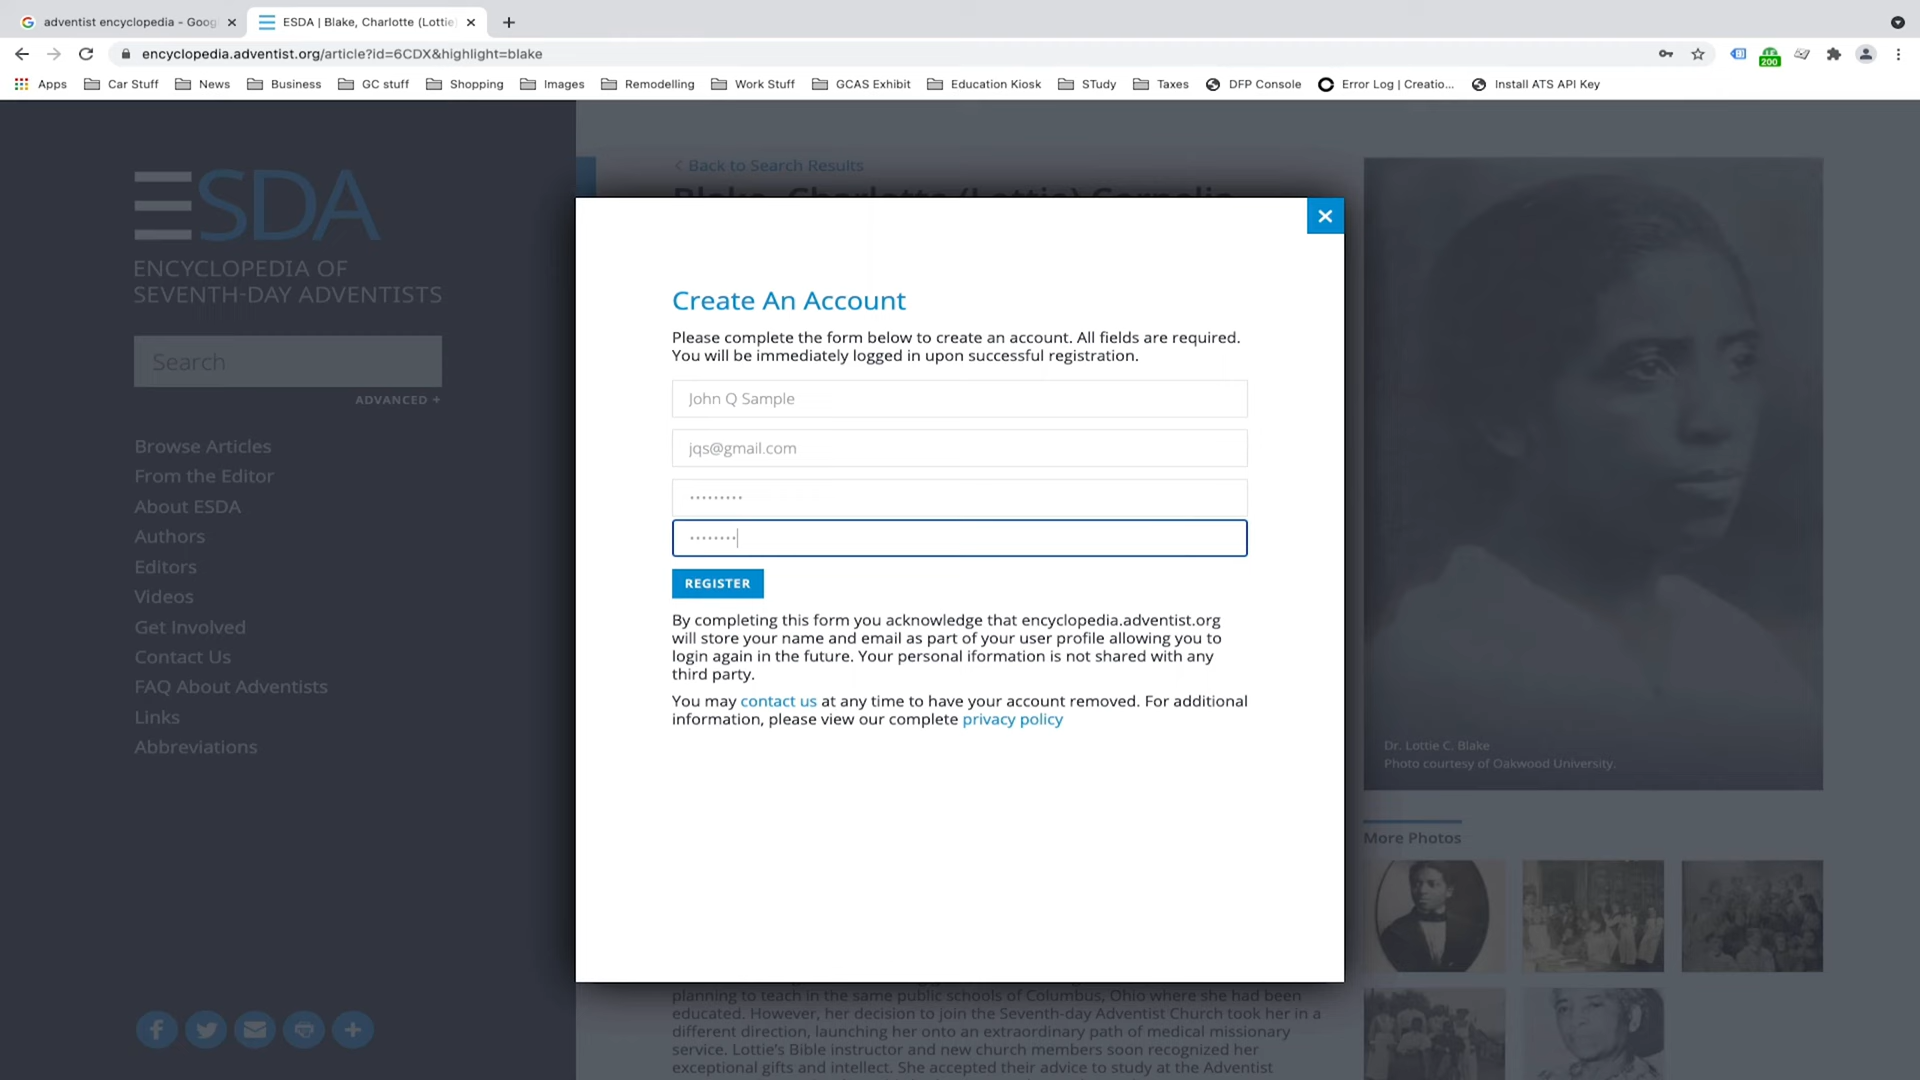 adventist encyclopedia - Goog
ESDA | Blake, Charlotte (Lottie)
encyclopedia.adventist.org/article?id=6CDX&highlight=blake
200
Apps
Car Stuff
News
Business
GC stuff
Shopping
Images
Remodelling
Work Stuff
GCAS Exhibit
Education Kiosk
STudy
Taxes
DFP Console
Error Log | Creatio...
Install ATS API Key
ESDA
ENCYCLOPEDIA OF
SEVENTH-DAY ADVENTISTS
Search
ADVANCED +
Browse Articles
From the Editor
About ESDA
Authors
Editors
Videos
Get Involved
Contact Us
FAQ About Adventists
Links
Abbreviations
< Back to Search Results
Blake, Charlotte (Lottie) Cornelia
Create An Account
Please complete the form below to create an account. All fields are required.
You will be immediately logged in upon successful registration.
John Q Sample
jqs@gmail.com
•••••••••
••••••••
REGISTER
By completing this form you acknowledge that encyclopedia.adventist.org
will store your name and email as part of your user profile allowing you to
login again in the future. Your personal iformation is not shared with any
third party.
You may contact us at any time to have your account removed. For additional
information, please view our complete privacy policy
planning to teach in the same public schools of Columbus, Ohio where she had been
educated. However, her decision to join the Seventh-day Adventist Church took her in a
different direction, launching her onto an extraordinary path of medical missionary
service. Lottie's Bible instructor and new church members soon recognized her
exceptional gifts and intellect. She accepted their advice to study at the Adventist
Dr. Lottie C. Blake
Photo courtesy of Oakwood University.
More Photos